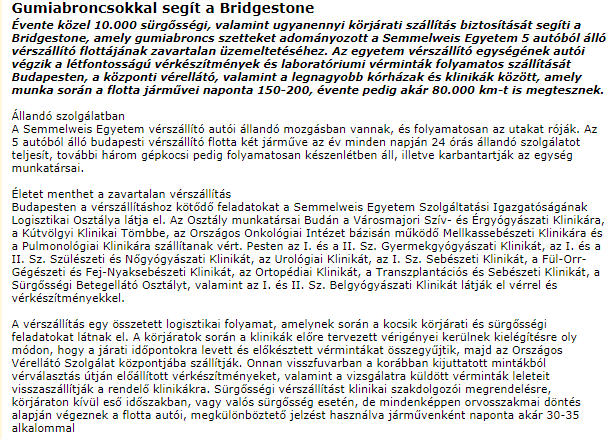 Gumiabroncsokkal segít a Bridgestone
Évente közel 10.000 sürgősségi, valamint ugyanennyi körjárati szállítás biztosítását segíti a
Bridgestone, amely gumiabroncs szetteket adományozott a Semmelweis Egyetem 5 autóból álló
vérszállító flottájának zavartalan üzemeltetéséhez. Az egyetem vérszállító egységének autói
végzik a létfontosságú vérkészítmények és laboratóriumi vérminták folyamatos szállítását
Budapesten, a központi vérellátó, valamint a legnagyobb kórházak és klinikák között, amely
munka során a flotta járművei naponta 150-200, évente pedig akár 80.000 km-t is megtesznek.

Állandó szolgálatban
A Semmelweis Egyetem vérszállító autói állandó mozgásban vannak, és folyamatosan az utakat róják. Az
5 autóból álló budapesti vérszállító flotta két járműve az év minden napján 24 órás állandó szolgálatot
teljesít, további három gépkocsi pedig folyamatosan készenlétben áll, illetve karbantartják az egység
munkatársai.

Életet menthet a zavartalan vérszállítás
Budapesten a vérszállításhoz kötődő feladatokat a Semmelweis Egyetem Szolgáltatási Igazgatóságának
Logisztikai Osztálya látja el. Az Osztály munkatársai Budán a Városmajori Szív- és Érgyógyászati Klinikára,
a Kútvölgyi Klinikai Tömbbe, az Országos Onkológiai Intézet bázisán működő Mellkassebészeti Klinikára és
a Pulmonológiai Klinikára szállítanak vért. Pesten az I. és a II. Sz. Gyermekgyógyászati Klinikát, az I. és a
II. Sz. Szülészeti és Nőgyógyászati Klinikát, az Urológiai Klinikát, az I. Sz. Sebészeti Klinikát, a Fül-Orr-
Gégészeti és Fej-Nyaksebészeti Klinikát, az Ortopédiai Klinikát, a Transzplantációs és Sebészeti Klinikát, a
Sürgősségi Betegellátó Osztályt, valamint az I. és II. Sz. Belgyógyászati Klinikát látják el vérrel és
vérkészítményekkel.

A vérszállítás egy összetett logisztikai folyamat, amelynek során a kocsik körjárati és sürgősségi
feladatokat látnak el. A körjáratok során a klinikák előre tervezett vérigényei kerülnek kielégítésre oly
módon, hogy a járati időpontokra levett és előkészített vérmintákat összegyűjtik, majd az Országos
Vérellátó Szolgálat központjába szállítják. Onnan visszfuvarban a korábban kijuttatott mintákból
vérválasztás útján előállított vérkészítményeket, valamint a vizsgálatra küldött vérminták leleteit
visszaszállítják a rendelő klinikákra. Sürgősségi vérszállítást klinikai szakdolgozói megrendelésre,
körjáraton kívül eső időszakban, vagy valós sürgősség esetén, de mindenképpen orvosszakmai döntés
alapján végeznek a flotta autói, megkülönböztető jelzést használva járművenként naponta akár 30-35
alkalommal